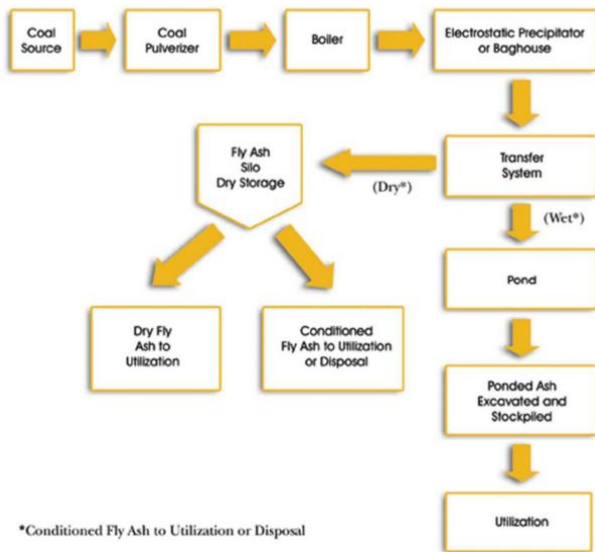 Coal
Source
Coal
Pulverizer
Boiler
Electrostatic Precipitator
or Baghouse
Fly Ash
Silo
Dry Storage
(Dry*)
Transfer
System
(Wet*)
Pond
Dry Fly
Ash to
Utilization
Conditioned
Fly Ash to Utilization
or Disposal
Ponded Ash
Excavated and
Stockpiled
Utilization
*Conditioned Fly Ash to Utilization or Disposal